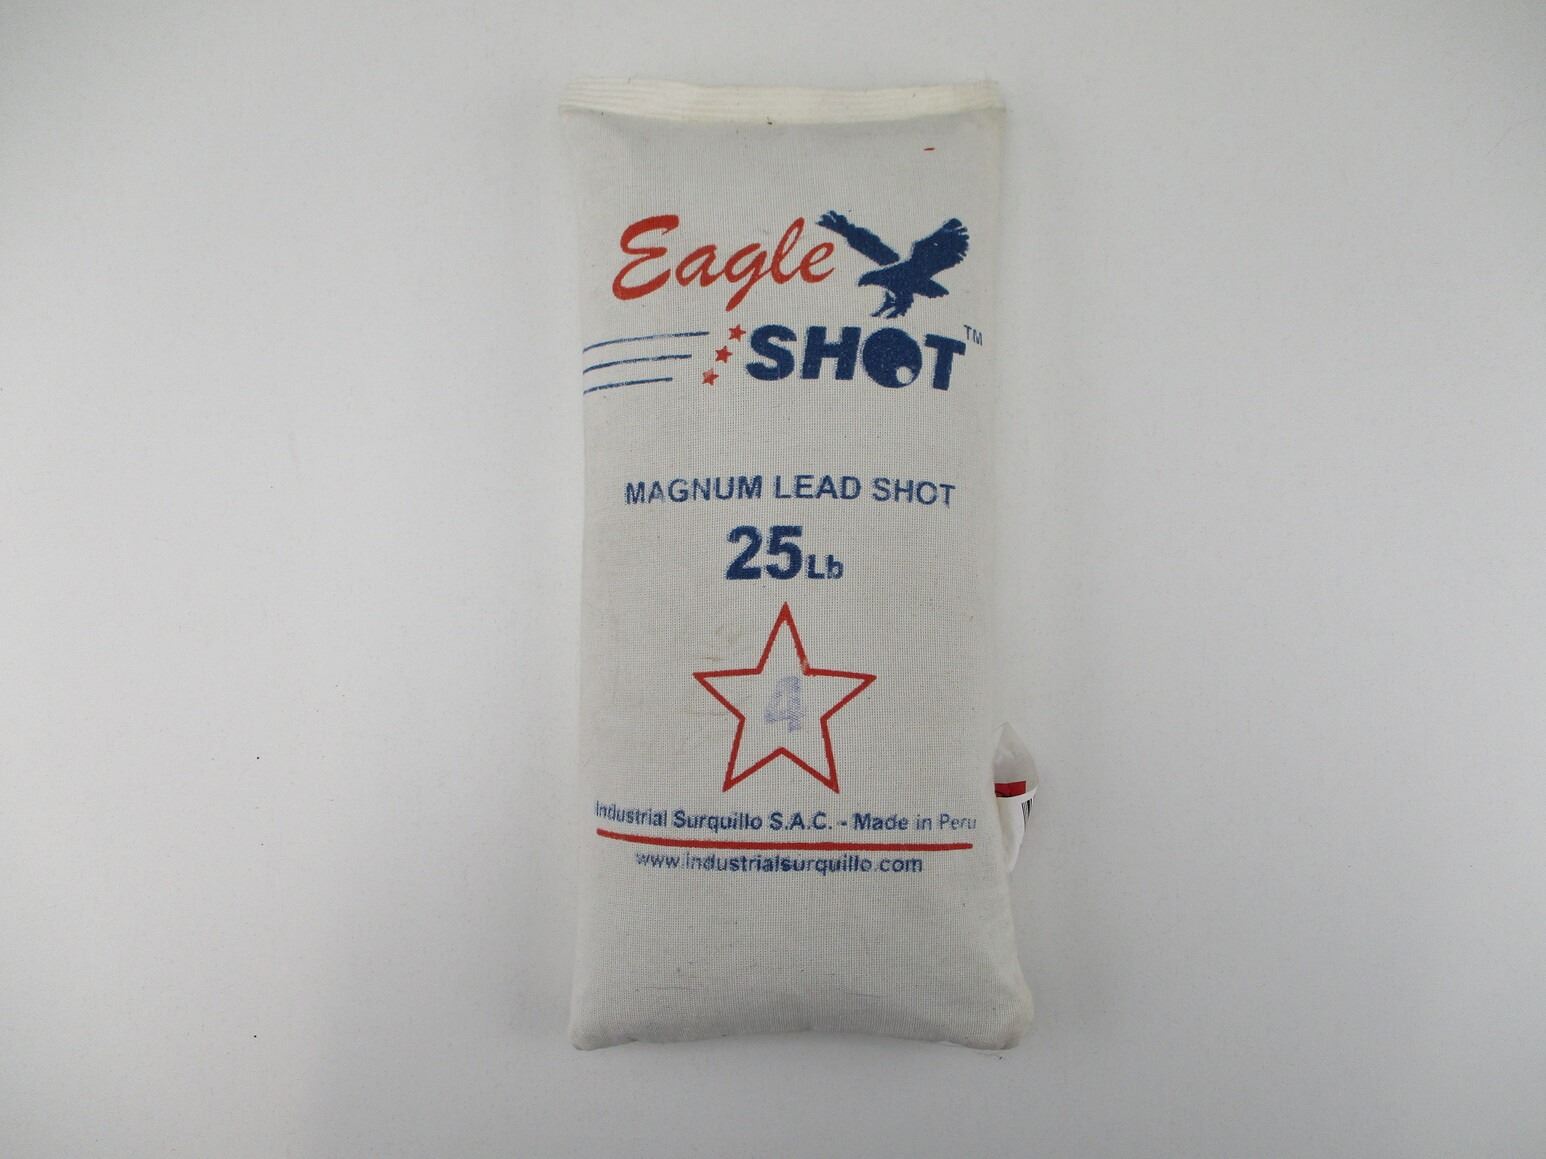 Eagle
SHOT™
MAGNUM LEAD SHOT
25Lb
4
Industrial Surquillo S.A.C. - Made in Peru
www.industrialsurquillo.com